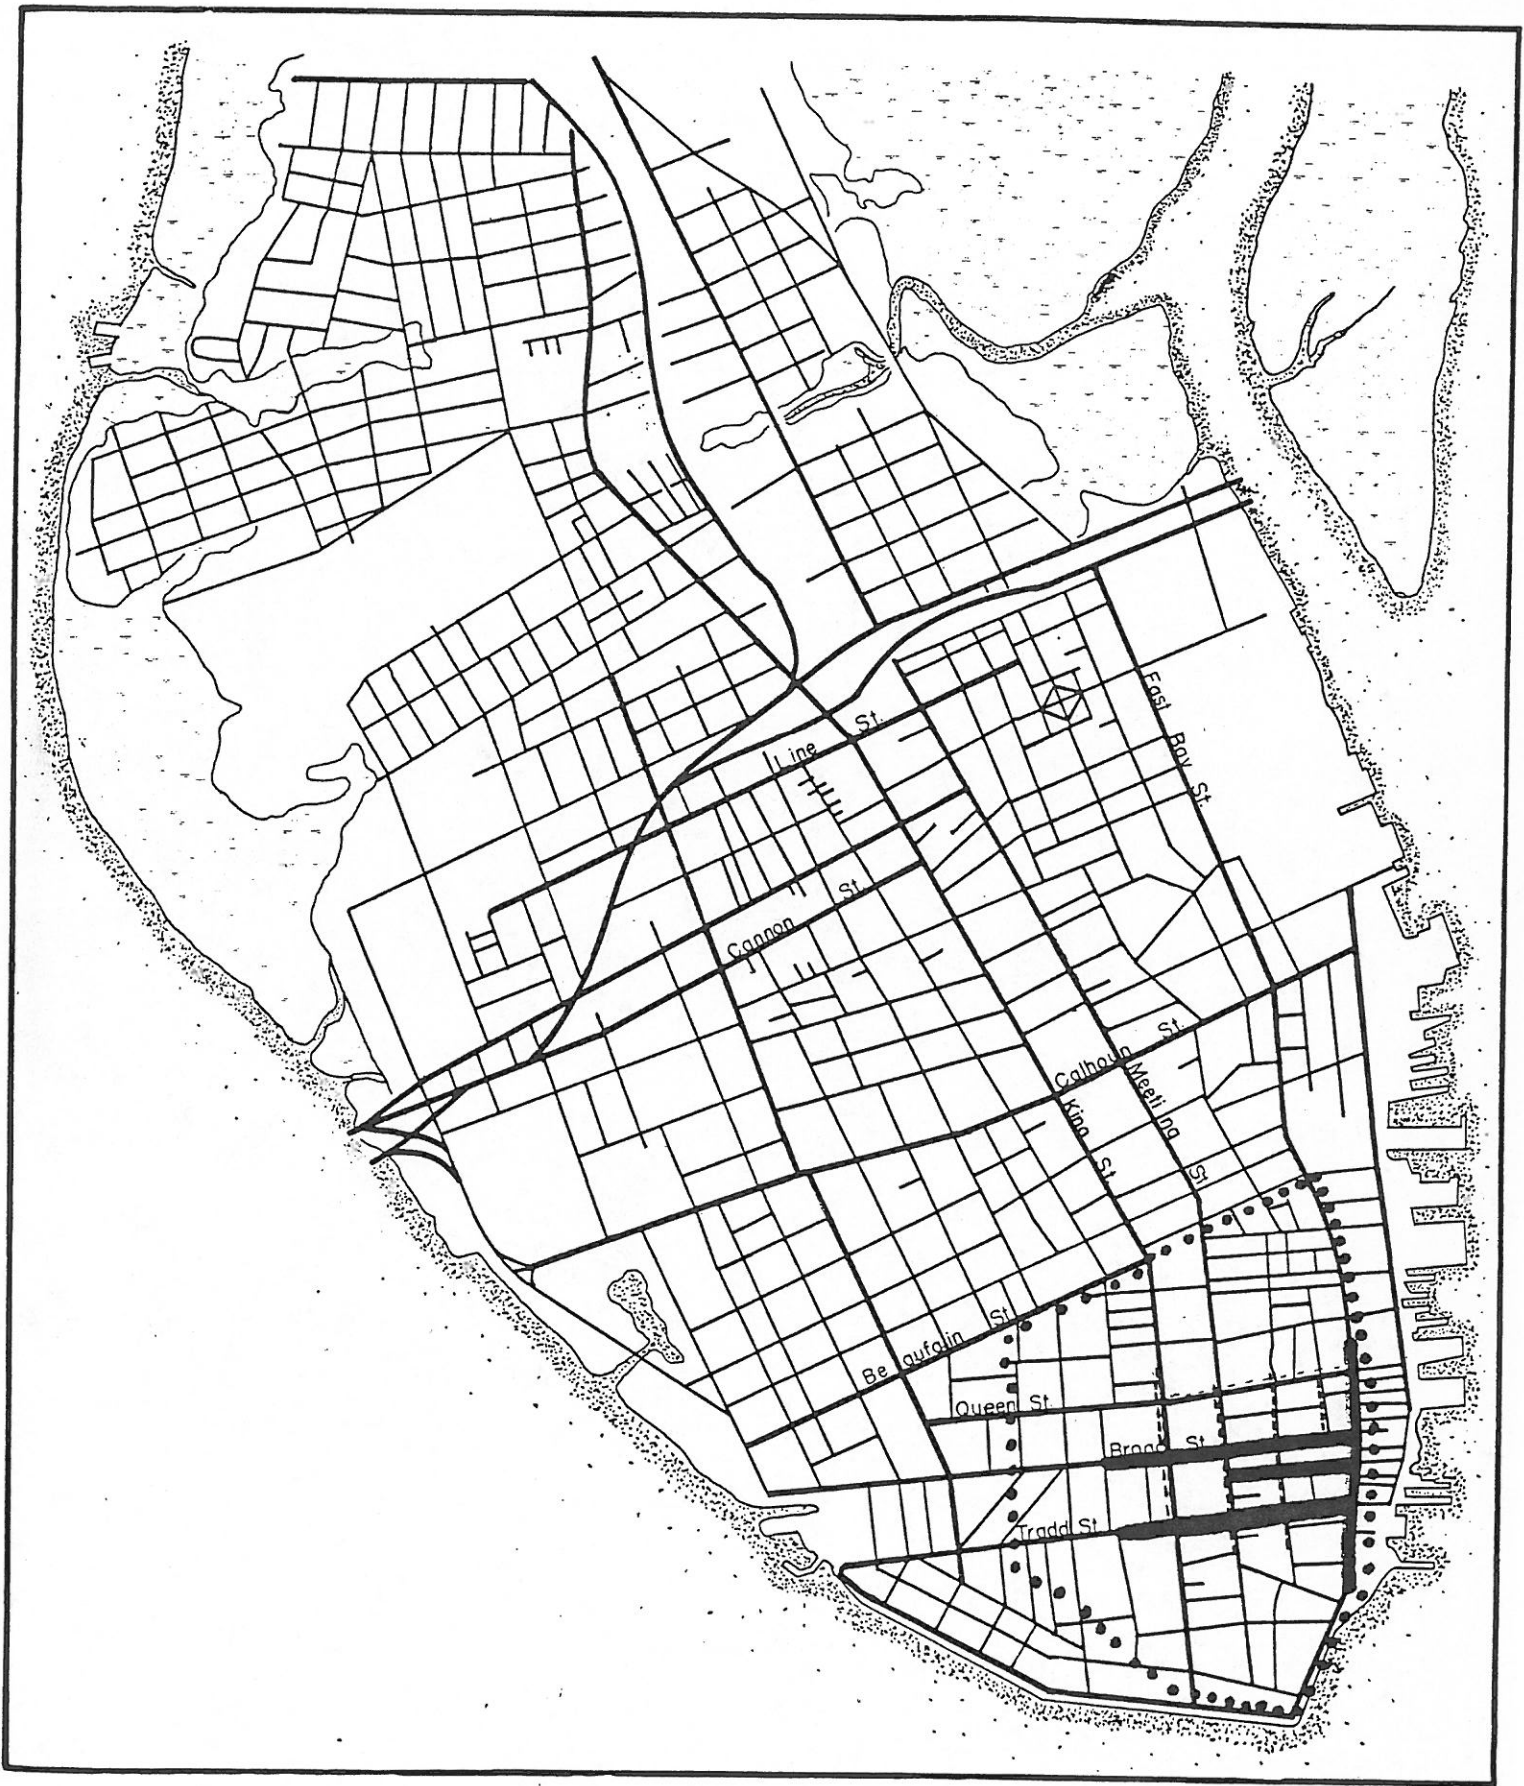 East Bay St.
Line St.
Cannon St.
Calhoun St.
Meeting St
King St.
Beaufain St.
Queen St.
Broad St.
Tradd St.